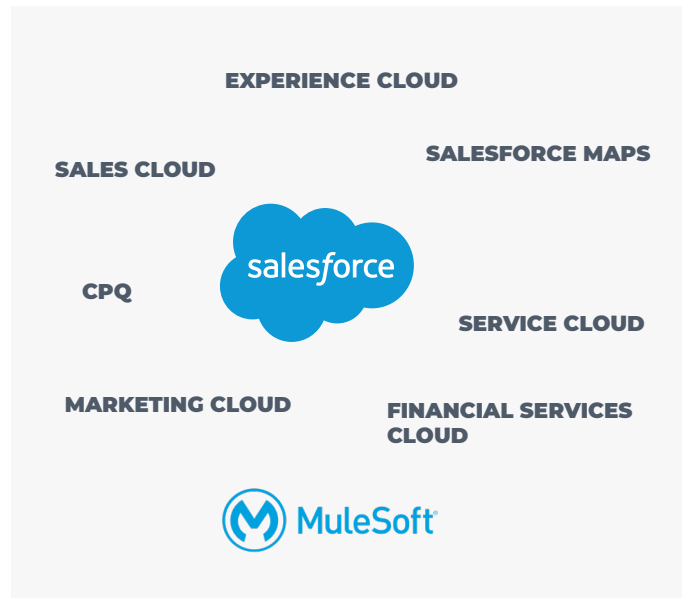 EXPERIENCE CLOUD
SALESFORCE MAPS
SALES CLOUD
salesforce
CPQ
SERVICE CLOUD
MARKETING CLOUD
FINANCIAL SERVICES
CLOUD
MuleSoft